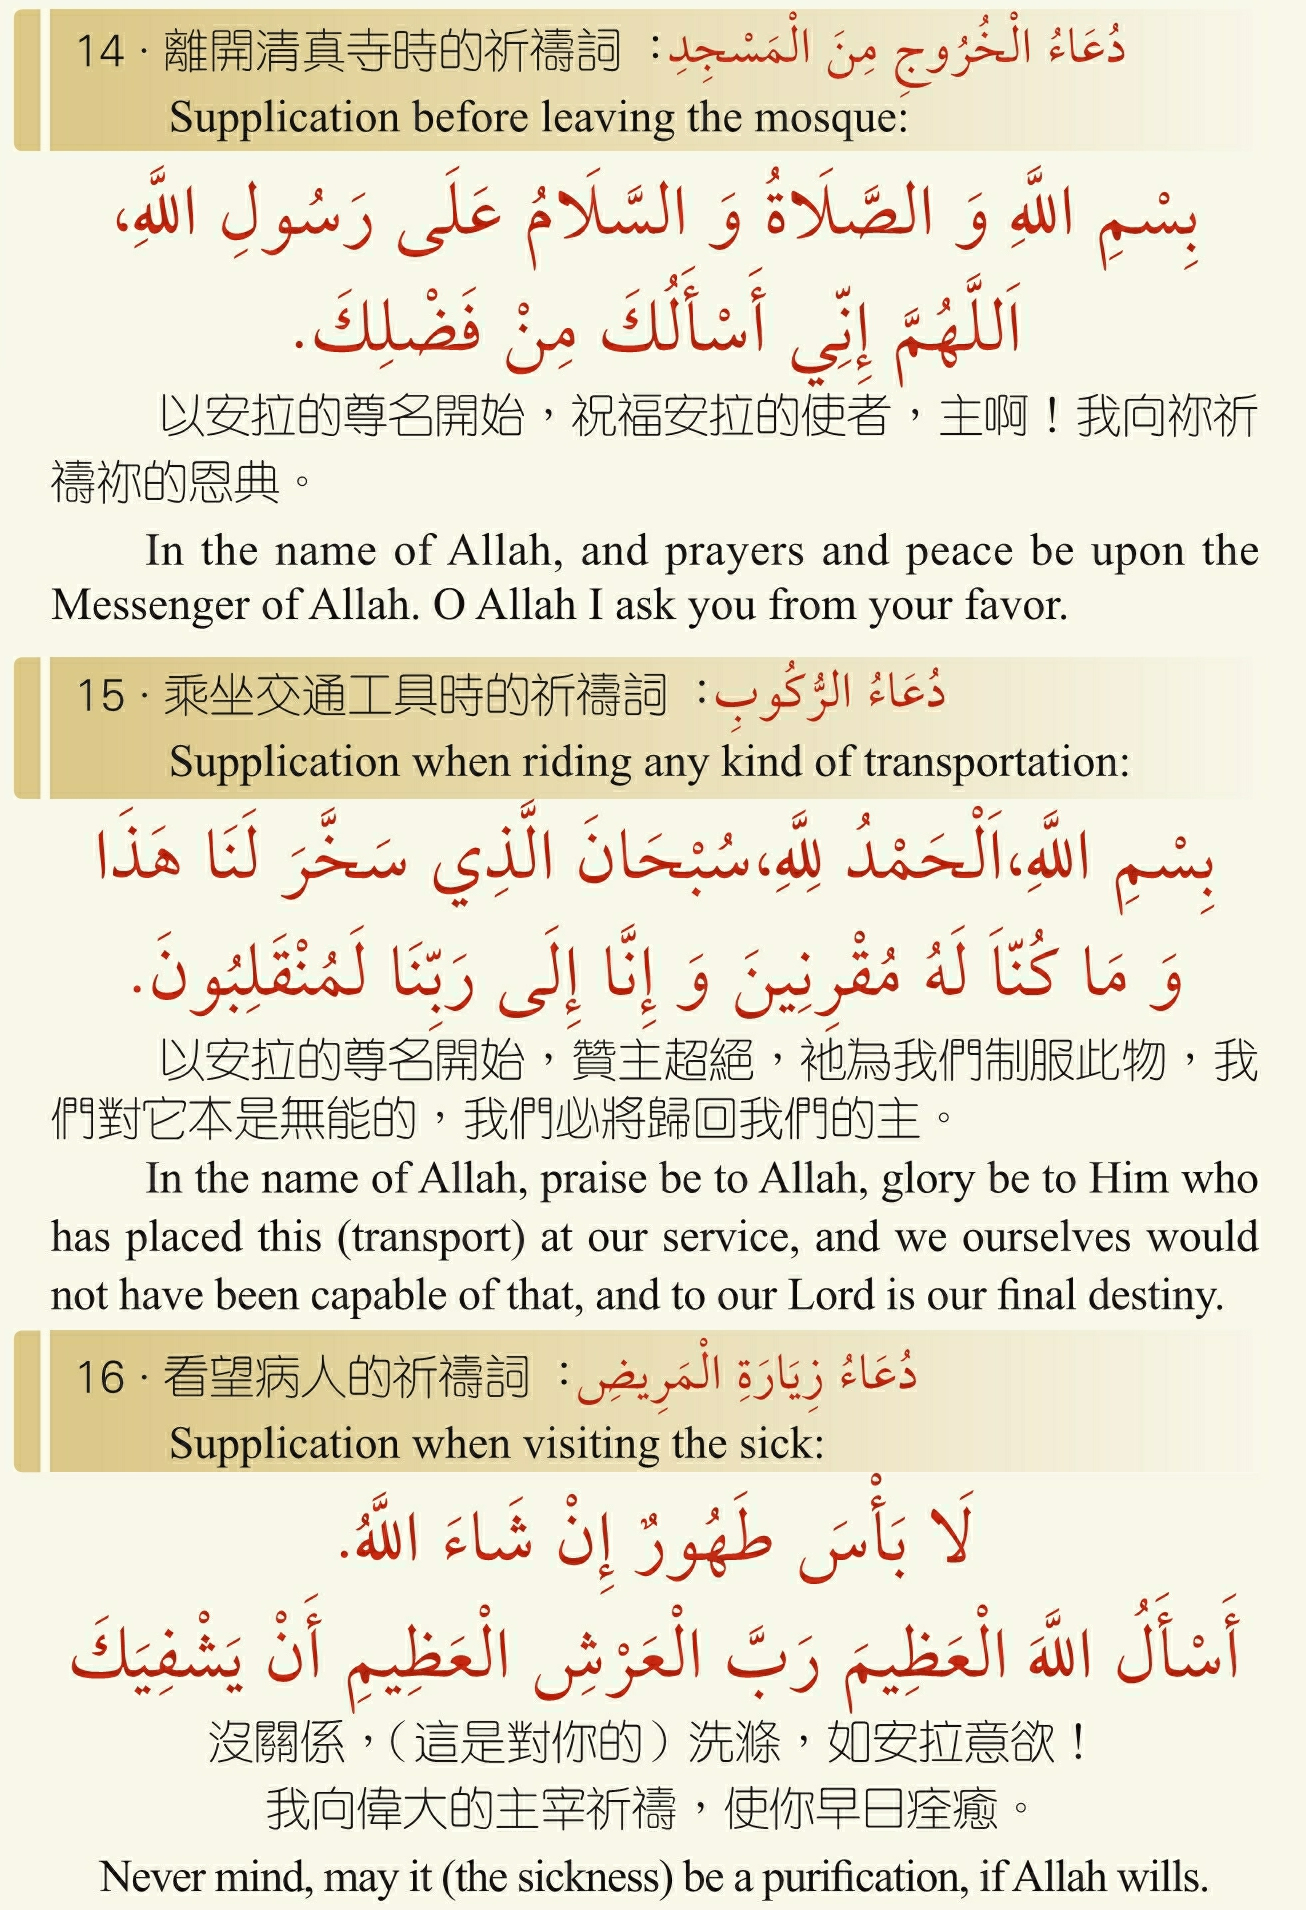 14 · 離開清真寺時的祈禱詞 :دُعَاءُ الْخُرُوجِ مِنَ الْمَسْجِدِ
Supplication before leaving the mosque:
بِسْمِ اللَّهِ وَ الصَّلَاةُ وَ السَّلَامُ عَلَى رَسُولِ اللَّهِ،
اَللَّهُمَّ إِنِّي أَسْأَلُكَ مِنْ فَضْلِكَ.
以安拉的尊名開始，祝福安拉的使者，主啊！我向祢祈
禱祢的恩典。
In the name of Allah, and prayers and peace be upon the
Messenger of Allah. O Allah I ask you from your favor.
15 · 乘坐交通工具時的祈禱詞 :دُعَاءُ الرُّكُوبِ
Supplication when riding any kind of transportation:
بِسْمِ اللَّهِ،اَلْحَمْدُ لِلَّهِ،سُبْحَانَ الَّذِي سَخَّرَ لَنَا هَذَا
وَ مَا كُنَّاَ لَهُ مُقْرِنِينَ وَ إِنَّا إِلَى رَبِّنَا لَمُنْقَلِبُونَ.
以安拉的尊名開始，贊主超絕，祂為我們制服此物，我
們對它本是無能的，我們必將歸回我們的主。
In the name of Allah, praise be to Allah, glory be to Him who
has placed this (transport) at our service, and we ourselves would
not have been capable of that, and to our Lord is our final destiny.
16 · 看望病人的祈禱詞 :دُعَاءُ زِيَارَةِ الْمَرِيضِ
Supplication when visiting the sick:
لَا بَأْسَ طَهُورٌ إِنْ شَاءَ اللَّهُ.
أَسْأَلُ اللَّهَ الْعَظِيمَ رَبَّ الْعَرْشِ الْعَظِيمِ أَنْ يَشْفِيَكَ
沒關係，（這是對你的）洗滌，如安拉意欲！
我向偉大的主宰祈禱，使你早日痊癒。
Never mind, may it (the sickness) be a purification, if Allah wills.